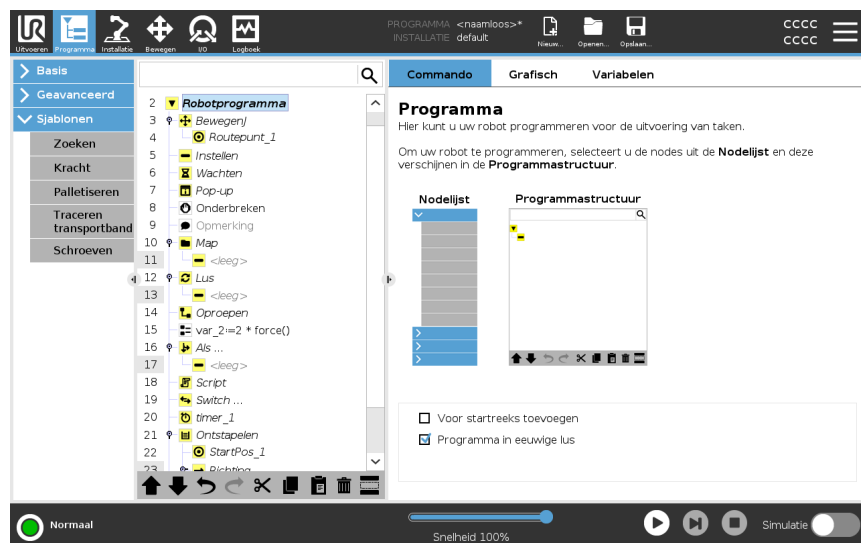 UR
PROGRAMMA <naamloos>*
INSTALLATIE default
Uitvoeren Programma Installatie Bewegen I/O Logboek
Nieuw... Openen... Opslaan...
CCCC
CCCC
Basis
Geavanceerd
Sjablonen
Zoeken
Kracht
Palletiseren
Traceren
transportband
Schroeven
2 Robotprogramma
3 BewegenJ
4 Routepunt_1
5 Instellen
6 Wachten
7 Pop-up
8 Onderbreken
9 Opmerking
10 Map
11 <leeg>
12 Lus
13 <leeg>
14 Oproepen
15 var_2:=2 * force()
16 Als ...
17 <leeg>
18 Script
19 Switch ...
20 timer_1
21 Ontstapelen
22 StartPos_1
23 Richting
Commando Grafisch Variabelen
Programma
Hier kunt u uw robot programmeren voor de uitvoering van taken.
Om uw robot te programmeren, selecteert u de nodes uit de Nodelijst en deze
verschijnen in de Programmastructuur.
Nodelijst Programmastructuur
Voor startreeks toevoegen
Programma in eeuwige lus
Normaal
Snelheid 100%
Simulatie